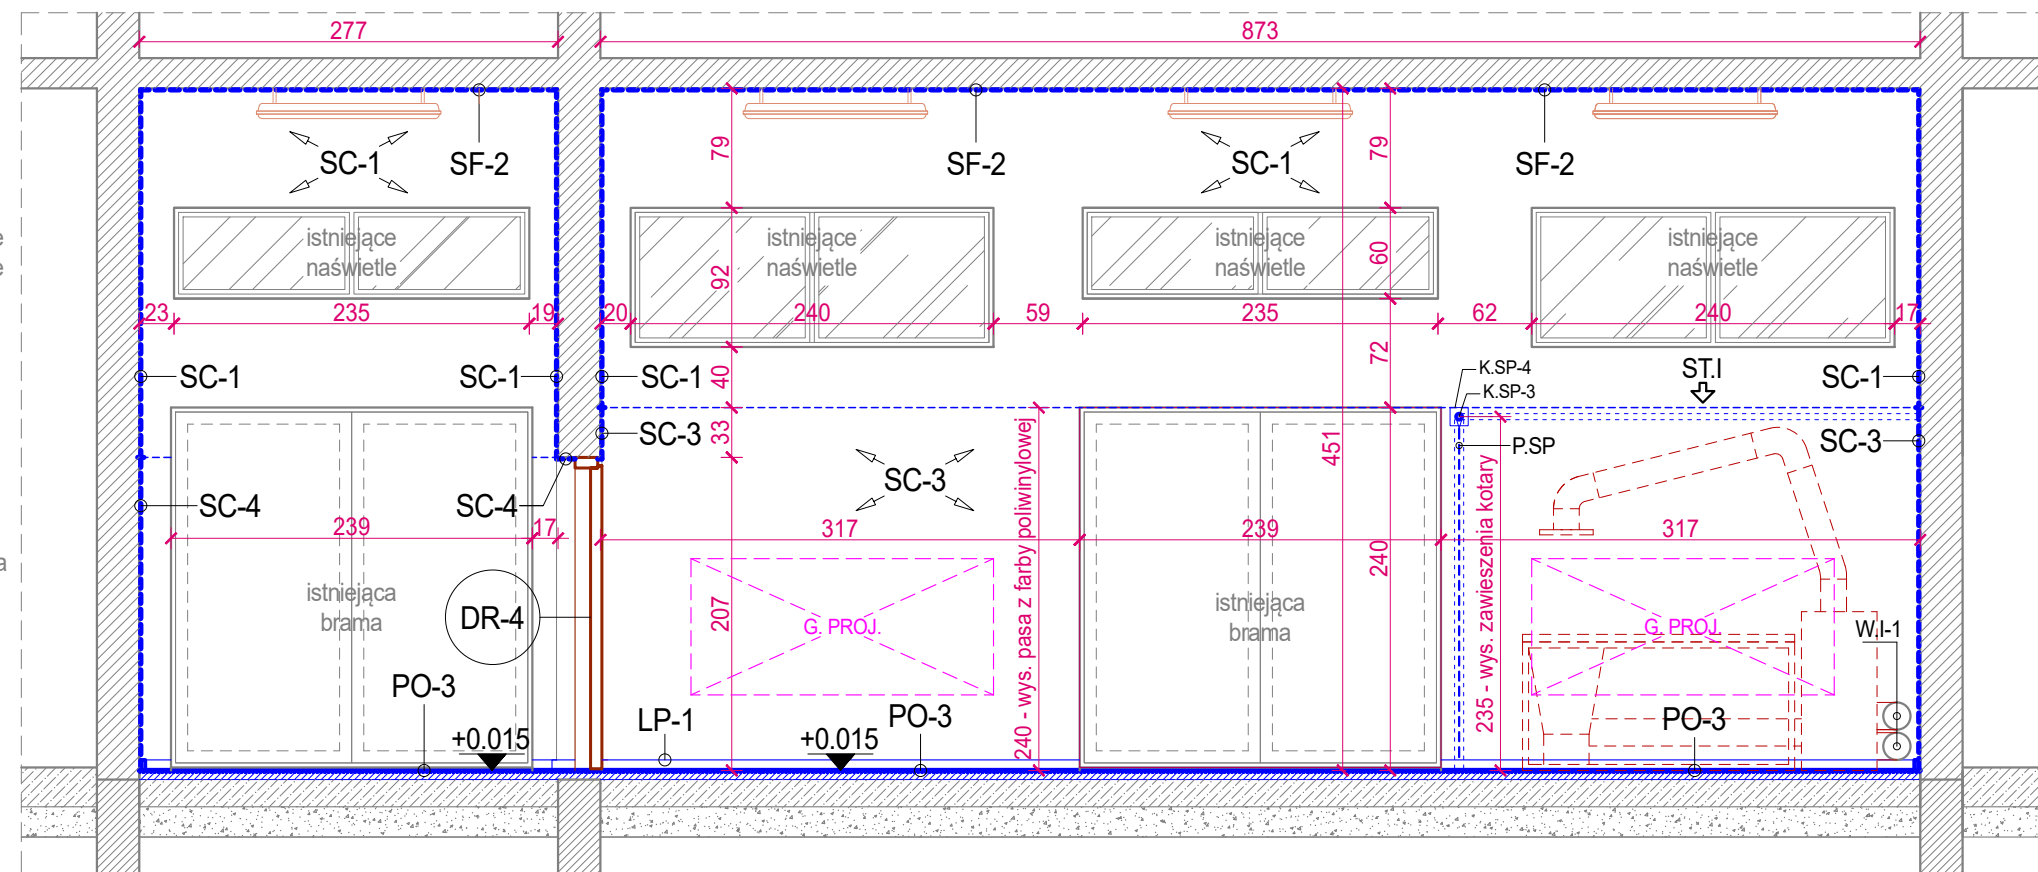 277
873
SC-1
SF-2
SF-2
SC-1
SF-2
79
79
istniejące
naświetle
istniejące
naświetle
istniejące
naświetle
istniejące
naświetle
e
e
92
60
23
235
19
20
240
59
235
62
240
17
SC-1
SC-1
SC-1
40
72
K.SP-4
K.SP-3
ST.I
SC-1
33
SC-3
451
P.SP
SC-3
SC-4
SC-4
SC-3
239
17
317
239
317
240
a
istniejąca
brama
DR-4
207
G. PROJ.
240 - wys. pasa z farby poliwinylowej
istniejąca
brama
235 - wys. zawieszenia kotary
G. PROJ.
W.I-1
PO-3
LP-1
PO-3
PO-3
+0.015
+0.015